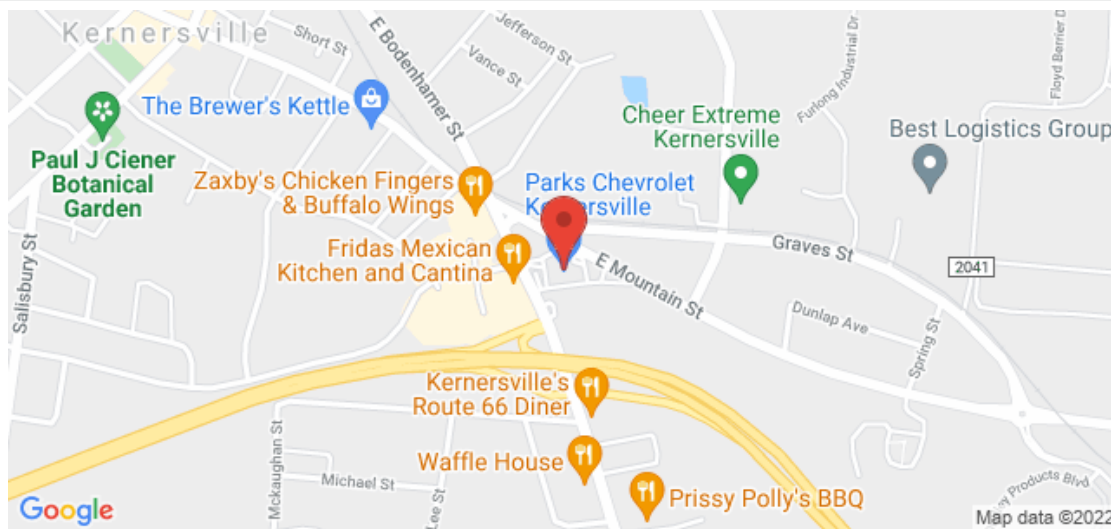 Kernersville
Short St
E Bodenhamer St
Jefferson St
Vance St
Furlong Industrial Dr
Floyd Berrier D
The Brewer's Kettle
Cheer Extreme
Kernersville
Best Logistics Group
Paul J Ciener
Botanical
Garden
Zaxby's Chicken Fingers
& Buffalo Wings
Parks Chevrolet
Kernersville
Fridas Mexican
Kitchen and Cantina
Graves St
2041
Salisbury St
E Mountain St
Dunlap Ave
Spring St
Kernersville's
Route 66 Diner
Mckaughan St
Waffle House
Michael St
Lee St
Prissy Polly's BBQ
y Products Blvd
Google
Map data ©2022